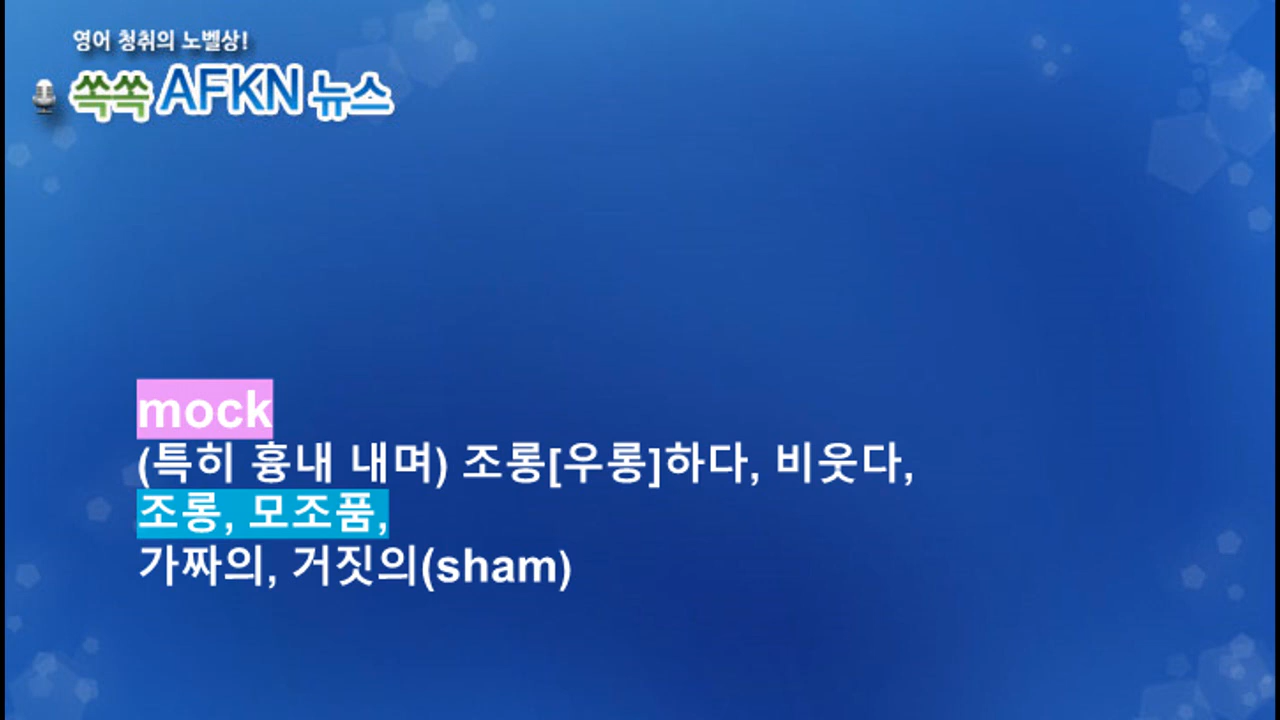 영어 청취의 노벨상!
쏙쏙 AFKN 뉴스
mock
(특히 흉내 내며) 조롱[우롱]하다, 비웃다,
조롱, 모조품,
가짜의, 거짓의(sham)